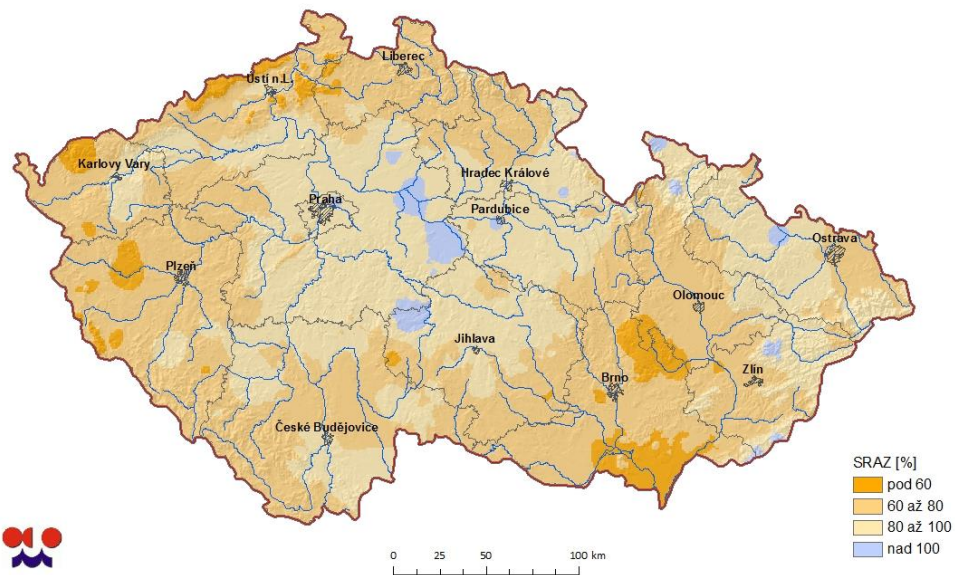 Liberec
Ústí n.L.
Karlovy Vary
Hradec Králové
Praha
Pardubice
Ostrava
Plzeň
Olomouc
Jihlava
Zlín
Brno
České Budějovice
SRAZ [%]
pod 60
60 až 80
80 až 100
nad 100
0 25 50 100 km